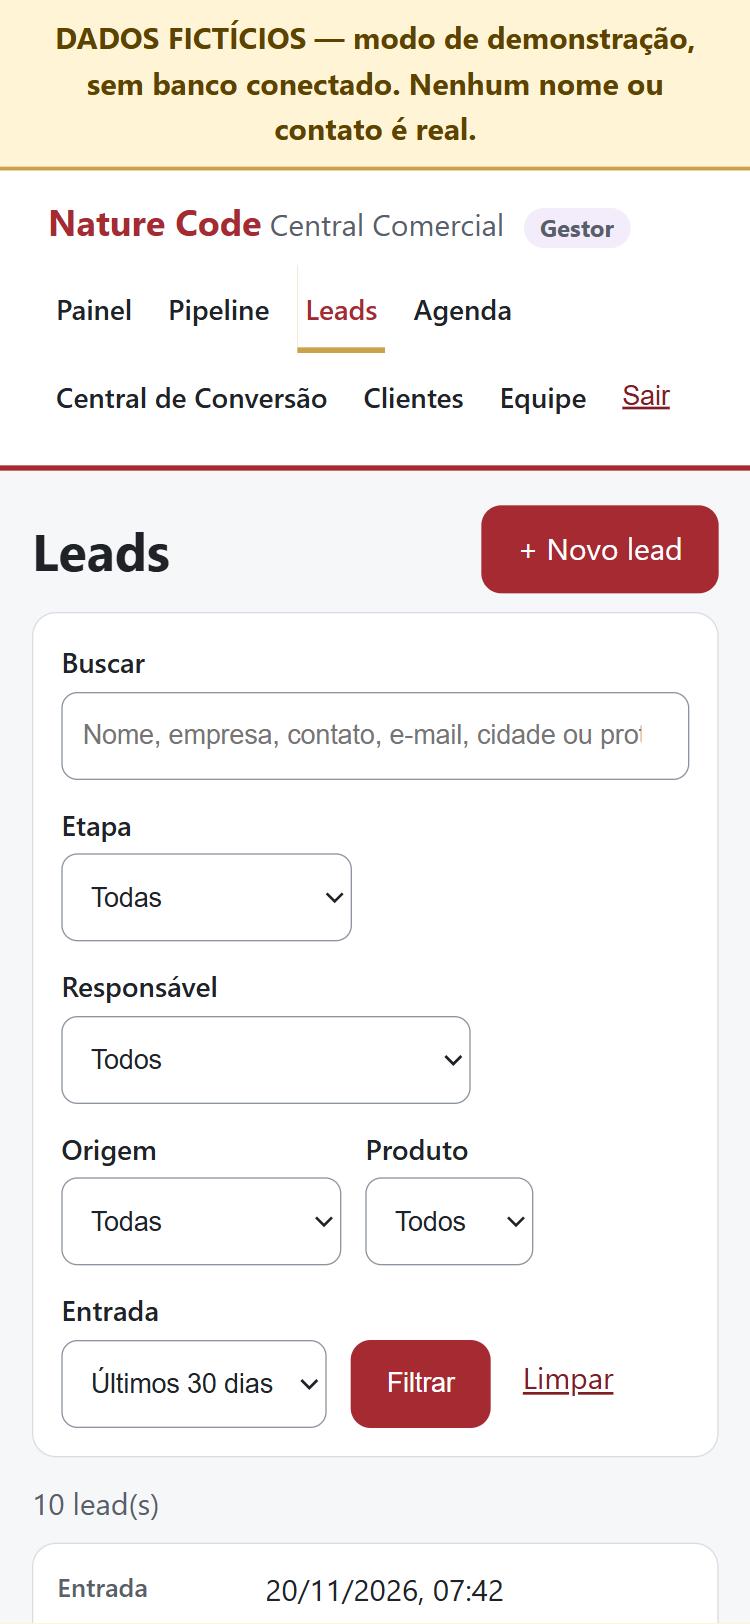 DADOS FICTÍCIOS — modo de demonstração,
sem banco conectado. Nenhum nome ou
contato é real.
Nature Code Central Comercial Gestor
Painel Pipeline Leads Agenda
Central de Conversão Clientes Equipe Sair
Leads + Novo lead
Buscar
Nome, empresa, contato, e-mail, cidade ou prot
Etapa
Todas
Responsável
Todos
Origem Produto
Todas Todos
Entrada
Últimos 30 dias Filtrar Limpar
10 lead(s)
Entrada 20/11/2026, 07:42